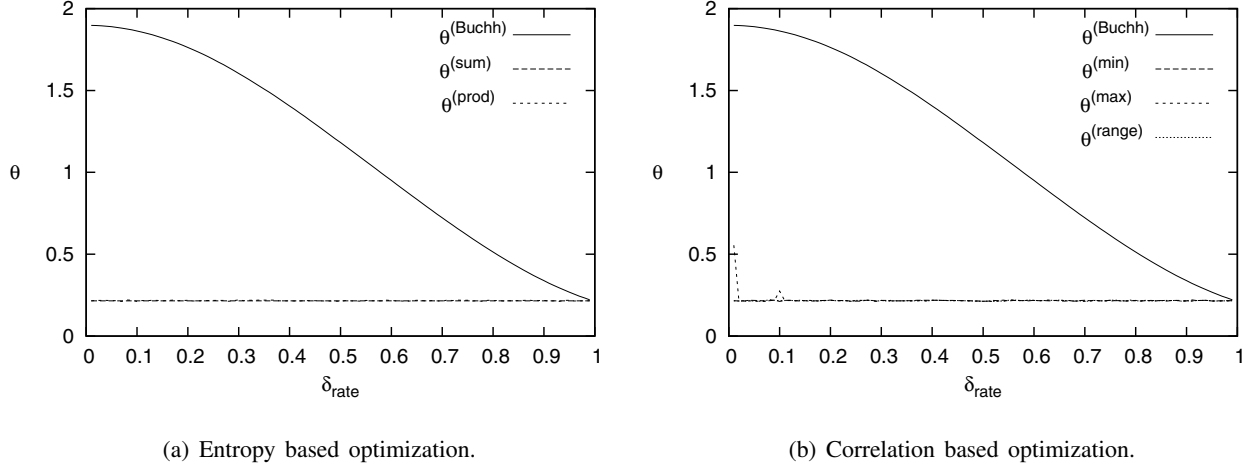 2
1.5
1
0.5
0
θ
θ(Buchh)
θ(sum)
θ(prod)
0 0.1 0.2 0.3 0.4 0.5 0.6 0.7 0.8 0.9 1
δrate
(a) Entropy based optimization.
2
1.5
1
0.5
0
θ
θ(Buchh)
θ(min)
θ(max)
θ(range)
0 0.1 0.2 0.3 0.4 0.5 0.6 0.7 0.8 0.9 1
δrate
(b) Correlation based optimization.